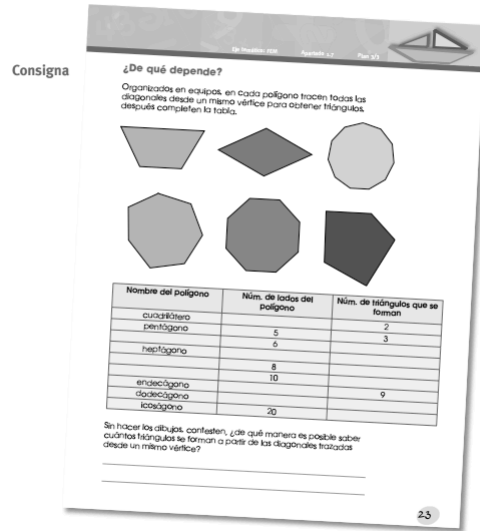 Consigna
¿De qué depende?
Organizados en equipos, en cada polígono tracen todas las
diagonales desde un mismo vértice para obtener triángulos,
después completen la tabla.
Nombre del polígono Núm. de lados del polígono Núm. de triángulos que se forman
cuadrilátero 2
pentágono 5 3
6
heptágono
8
10
endecágono 9
dodecágono
icoságono 20
Sin hacer los dibujos, contesten, ¿de qué manera es posible saber
cuántos triángulos se forman a partir de las diagonales trazadas
desde un mismo vértice?
23